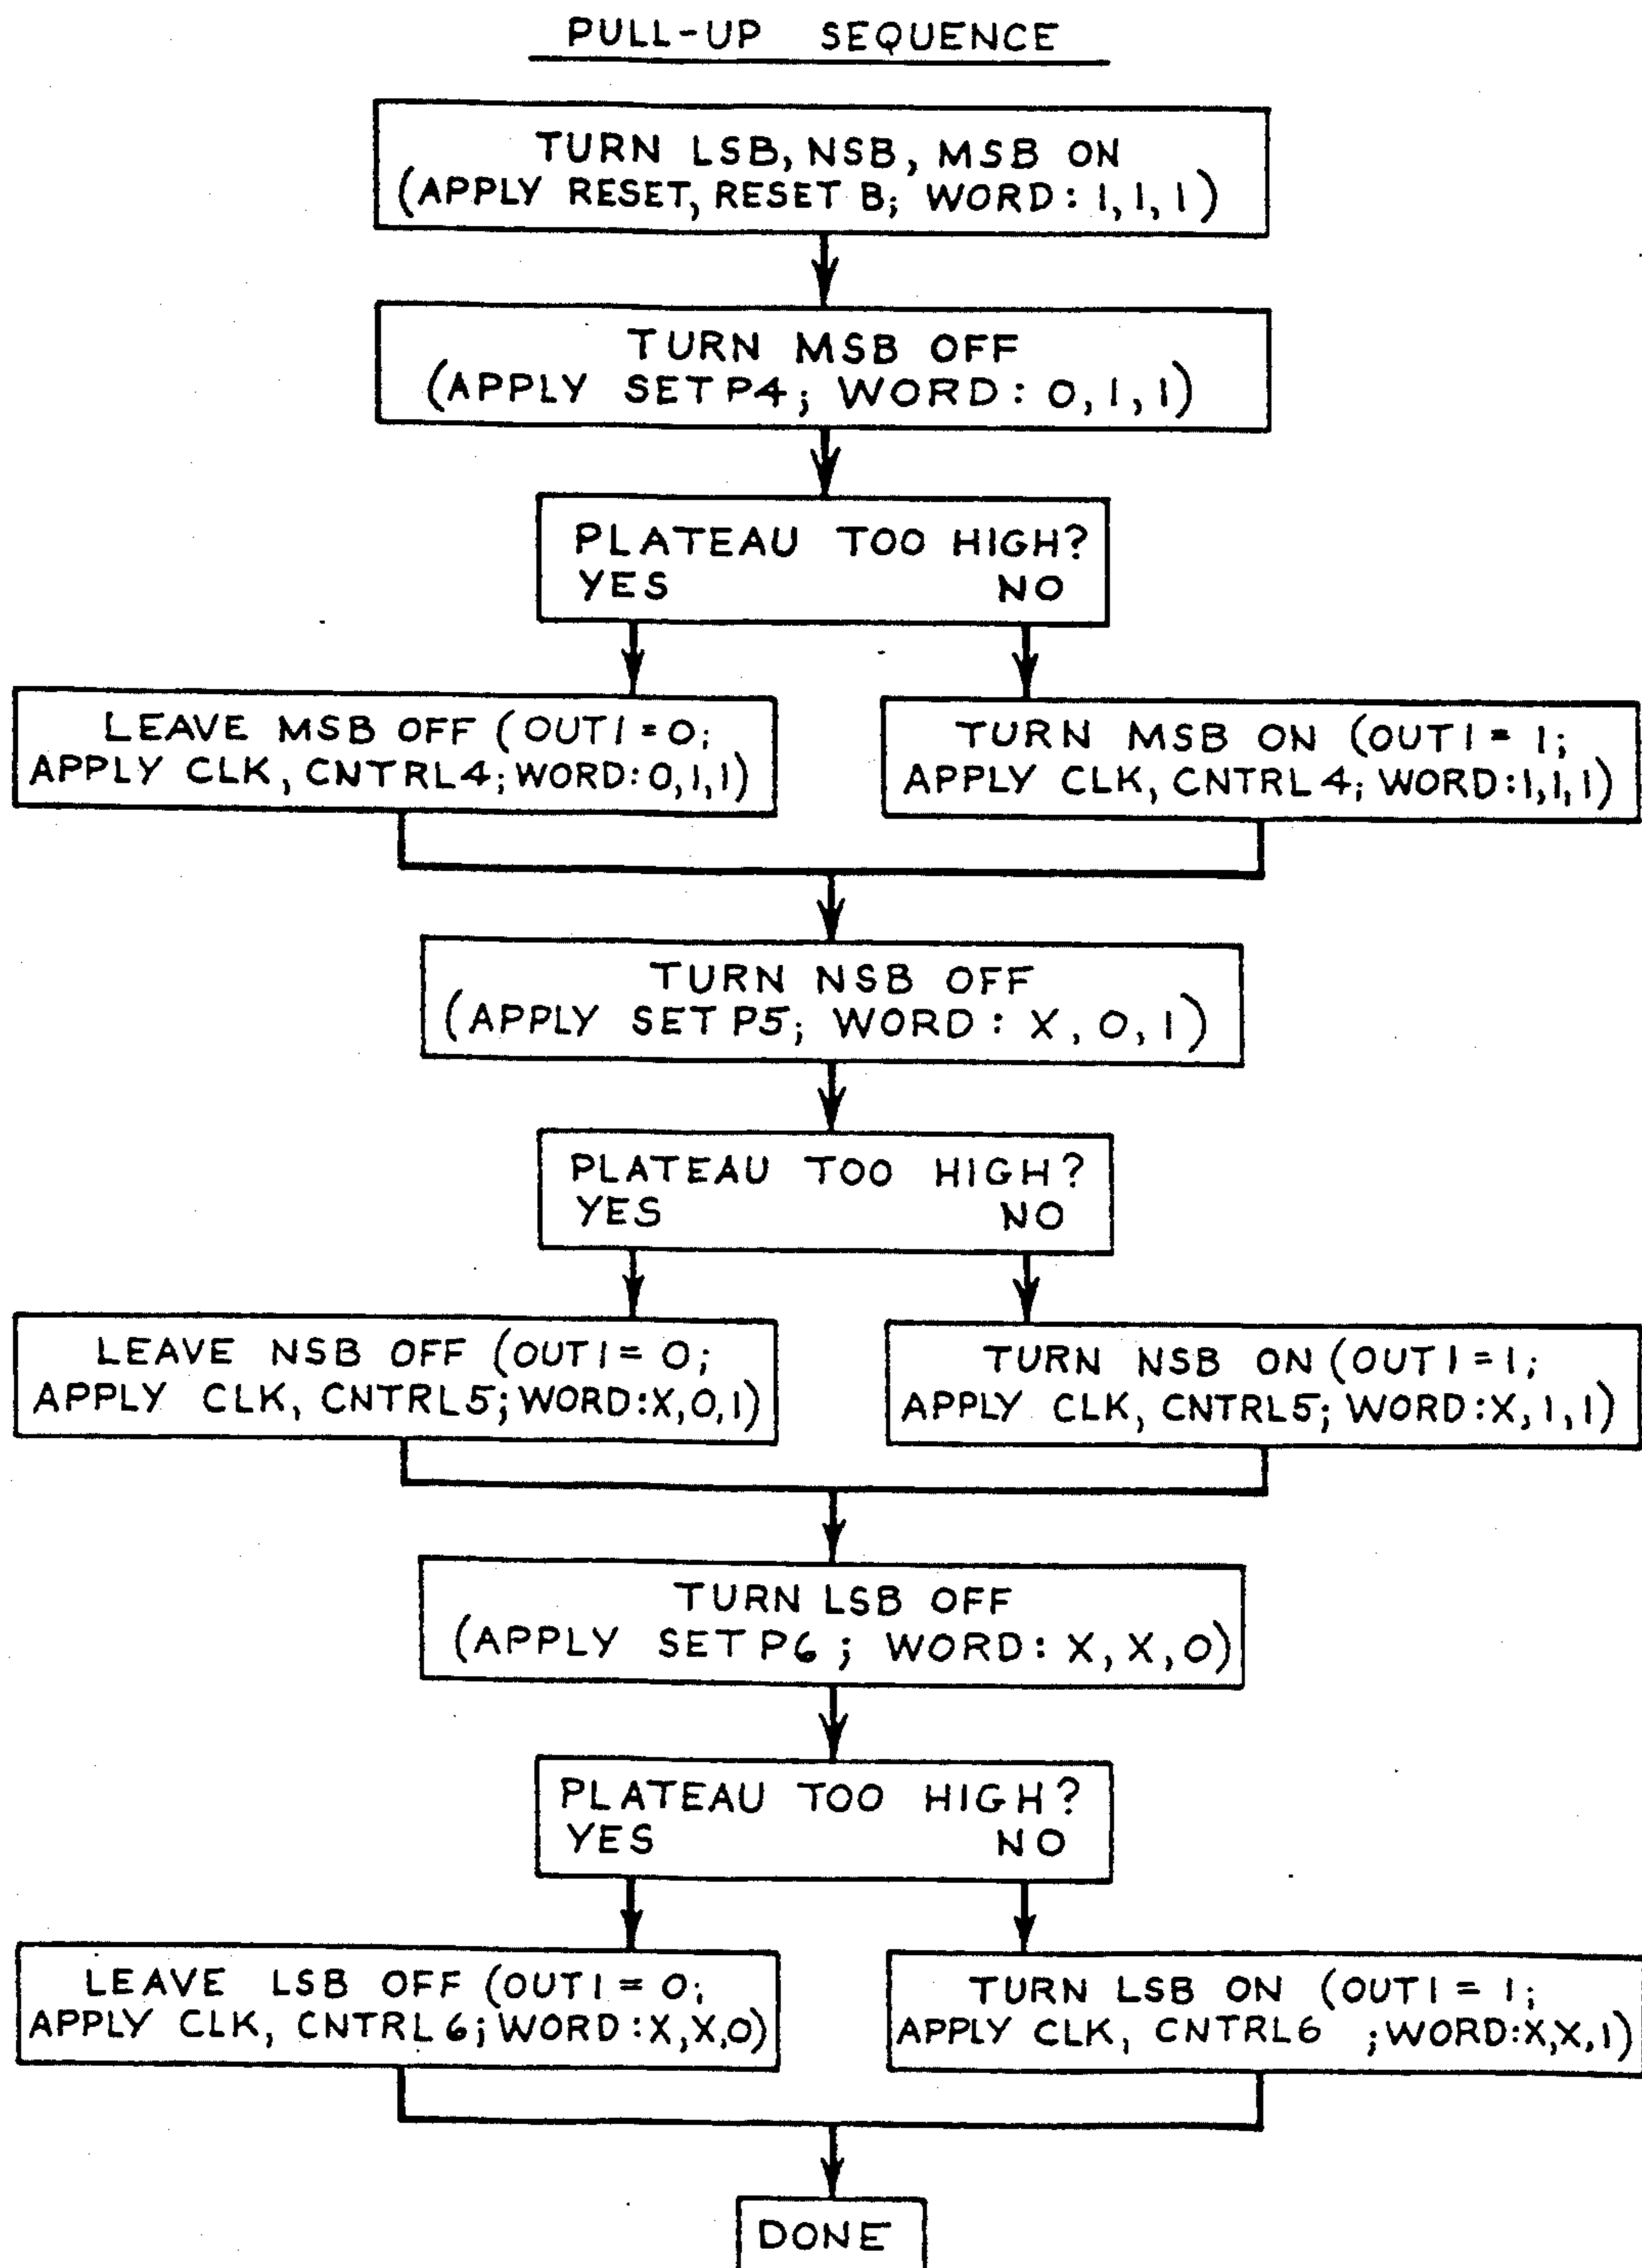 PULL-UP SEQUENCE
TURN LSB, NSB, MSB ON
(APPLY RESET, RESET B; WORD: 1, 1, 1)
TURN MSB OFF
(APPLY SETP4; WORD: 0, 1, 1)
PLATEAU TOO HIGH?
YES NO
LEAVE MSB OFF (OUT1=0;
APPLY CLK, CNTRL4; WORD: 0,1,1)
TURN MSB ON (OUT1 = 1;
APPLY CLK, CNTRL4; WORD:1,1,1)
TURN NSB OFF
(APPLY SETP5; WORD: X, 0, 1)
PLATEAU TOO HIGH?
YES NO
LEAVE NSB OFF (OUT1= 0;
APPLY CLK, CNTRL5; WORD:X,0,1)
TURN NSB ON (OUT1=1;
APPLY CLK, CNTRL5; WORD:X,1,1)
TURN LSB OFF
(APPLY SETP6; WORD: X, X, 0)
PLATEAU TOO HIGH?
YES NO
LEAVE LSB OFF (OUT1= 0;
APPLY CLK, CNTRL6; WORD:X,X,0)
TURN LSB ON (OUT1 = 1;
APPLY CLK, CNTRL6 ;WORD:X,X,1)
DONE